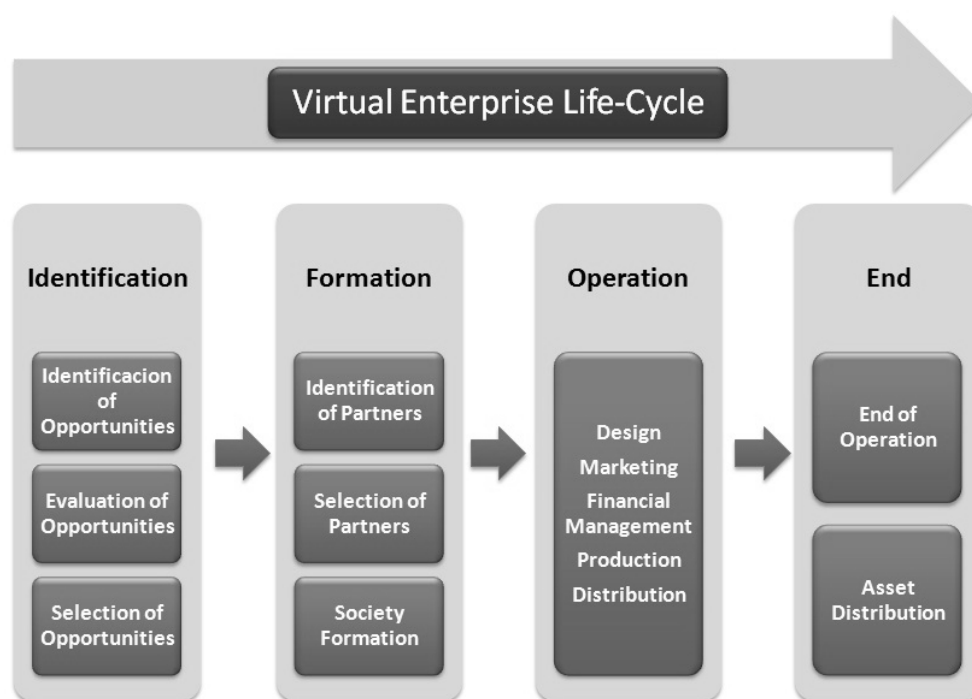 Virtual Enterprise Life-Cycle
Identification
Identificacion
of
Opportunities
Evaluation of
Opportunities
Selection of
Opportunities
Formation
Identification
of Partners
Selection of
Partners
Society
Formation
Operation
Design
Marketing
Financial
Management
Production
Distribution
End
End of
Operation
Asset
Distribution